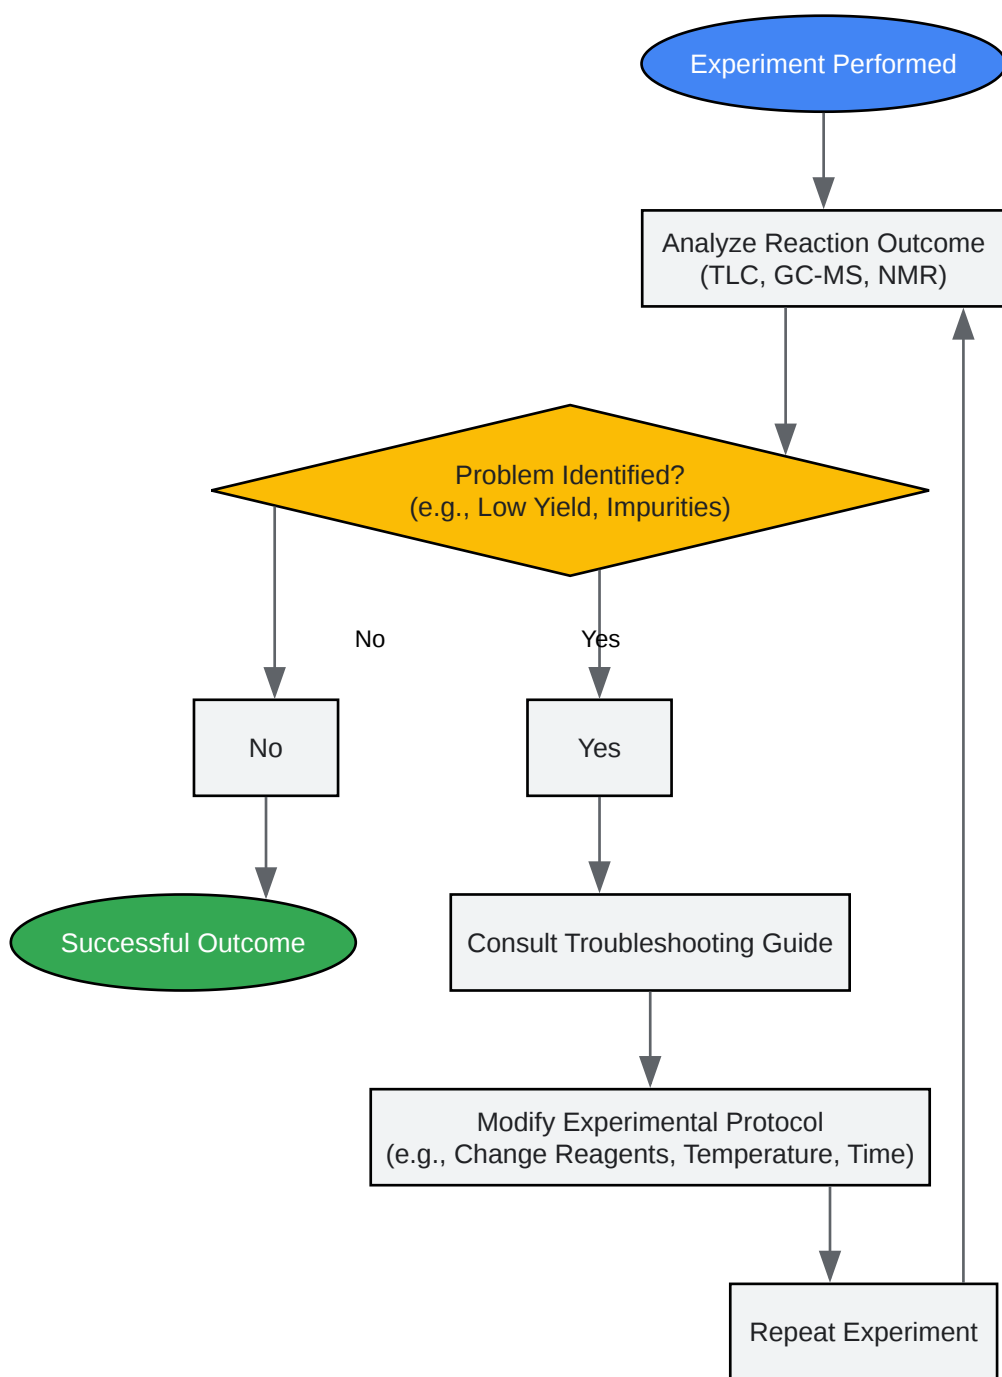 Experiment Performed
Analyze Reaction Outcome
(TLC, GC-MS, NMR)
Problem Identified?
(e.g., Low Yield, Impurities)
No
Yes
No
Yes
Successful Outcome
Consult Troubleshooting Guide
Modify Experimental Protocol
(e.g., Change Reagents, Temperature, Time)
Repeat Experiment